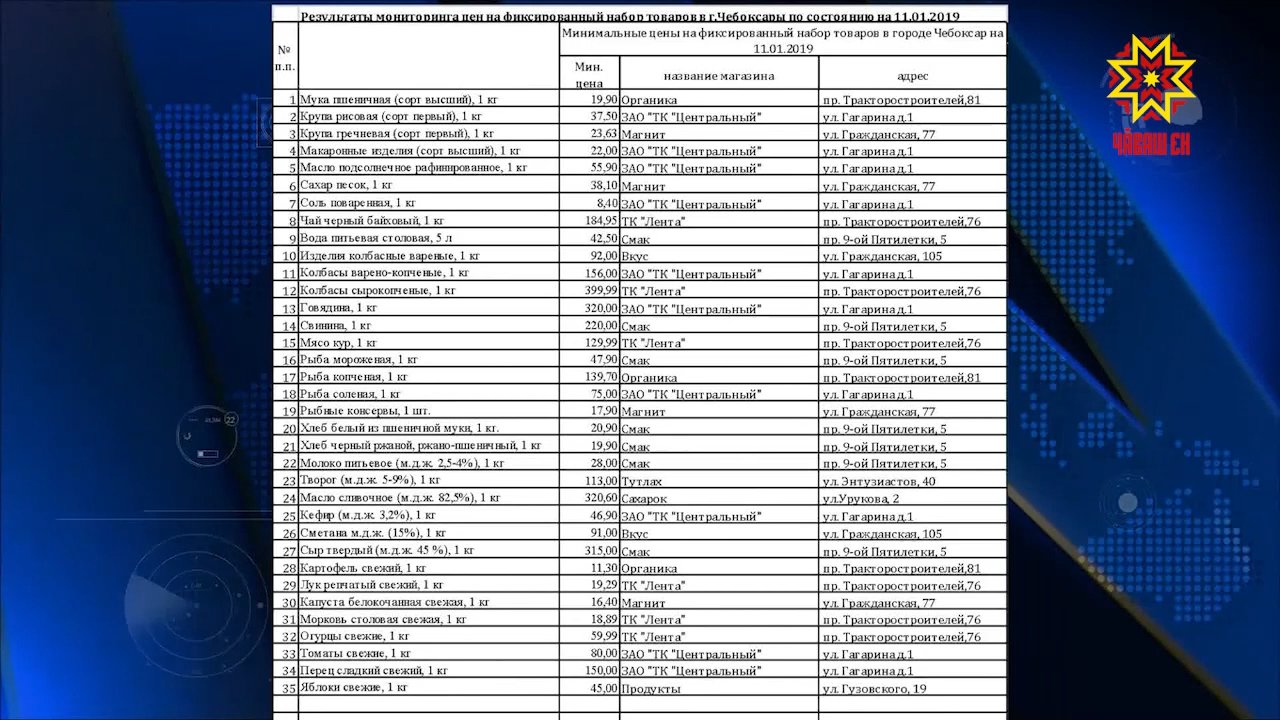 Результаты мониторинга цен на фиксированный набор товаров в г.Чебоксары по состоянию на 11.01.2019
№ п.п.
Минимальные цены на фиксированный набор товаров в городе Чебоксар на 11.01.2019
Мин. цена название магазина адрес
1 Мука пшеничная (сорт высший), 1 кг 19,90 Органика пр. Тракторостроителей,81
2 Крупа рисовая (сорт первый), 1 кг 37,50 ЗАО "ТК "Центральный" ул. Гагарина д.1
3 Крупа гречневая (сорт первый), 1 кг 23,63 Магнит ул. Гражданская, 77
4 Макаронные изделия (сорт высший), 1 кг 22,00 ЗАО "ТК "Центральный" ул. Гагарина д.1
5 Масло подсолнечное рафинированное, 1 кг 55,90 ЗАО "ТК "Центральный" ул. Гагарина д.1
6 Сахар песок, 1 кг 38,10 Магнит ул. Гражданская, 77
7 Соль поваренная, 1 кг 8,40 ЗАО "ТК "Центральный" ул. Гагарина д.1
8 Чай черный байховый, 1 кг 184,95 ТК "Лента" пр. Тракторостроителей,76
9 Вода питьевая столовая, 5 л 42,50 Смак пр. 9-ой Пятилетки, 5
10 Изделия колбасные вареные, 1 кг 92,00 Вкус ул. Гражданская, 105
11 Колбасы варено-копченые, 1 кг 156,00 ЗАО "ТК "Центральный" ул. Гагарина д.1
12 Колбасы сырокопченые, 1 кг 399,99 ТК "Лента" пр. Тракторостроителей,76
13 Говядина, 1 кг 320,00 ЗАО "ТК "Центральный" ул. Гагарина д.1
14 Свинина, 1 кг 220,00 Смак пр. 9-ой Пятилетки, 5
15 Мясо кур, 1 кг 129,99 ТК "Лента" пр. Тракторостроителей,76
16 Рыба мороженая, 1 кг 47,90 Смак пр. 9-ой Пятилетки, 5
17 Рыба копченая, 1 кг 139,70 Органика пр. Тракторостроителей,81
18 Рыба соленая, 1 кг 75,00 ЗАО "ТК "Центральный" ул. Гагарина д.1
19 Рыбные консервы, 1 шт. 17,90 Магнит ул. Гражданская, 77
20 Хлеб белый из пшеничной муки, 1 кг. 20,90 Смак пр. 9-ой Пятилетки, 5
21 Хлеб черный ржаной, ржано-пшеничный, 1 кг 19,90 Смак пр. 9-ой Пятилетки, 5
22 Молоко питьевое (м.д.ж. 2,5-4%), 1 кг 28,00 Смак пр. 9-ой Пятилетки, 5
23 Творог (м.д.ж. 5-9%), 1 кг 113,00 Тутлах ул. Энтузиастов, 40
24 Масло сливочное (м.д.ж. 82,5%), 1 кг 320,60 Сахарок ул.Урукова, 2
25 Кефир (м.д.ж. 3,2%), 1 кг 46,90 ЗАО "ТК "Центральный" ул. Гагарина д.1
26 Сметана м.д.ж. (15%), 1 кг 91,00 Вкус ул. Гражданская, 105
27 Сыр твердый (м.д.ж. 45 %), 1 кг 315,00 Смак пр. 9-ой Пятилетки, 5
28 Картофель свежий, 1 кг 11,30 Органика пр. Тракторостроителей,81
29 Лук репчатый свежий, 1 кг 19,29 ТК "Лента" пр. Тракторостроителей,76
30 Капуста белокочанная свежая, 1 кг 16,40 Магнит ул. Гражданская, 77
31 Морковь столовая свежая, 1 кг 18,89 ТК "Лента" пр. Тракторостроителей,76
32 Огурцы свежие, 1 кг 59,99 ТК "Лента" пр. Тракторостроителей,76
33 Томаты свежие, 1 кг 80,00 ЗАО "ТК "Центральный" ул. Гагарина д.1
34 Перец сладкий свежий, 1 кг 150,00 ЗАО "ТК "Центральный" ул. Гагарина д.1
35 Яблоки свежие, 1 кг 45,00 Продукты ул. Гузовского, 19
ЧӐВАШ ЕН
22